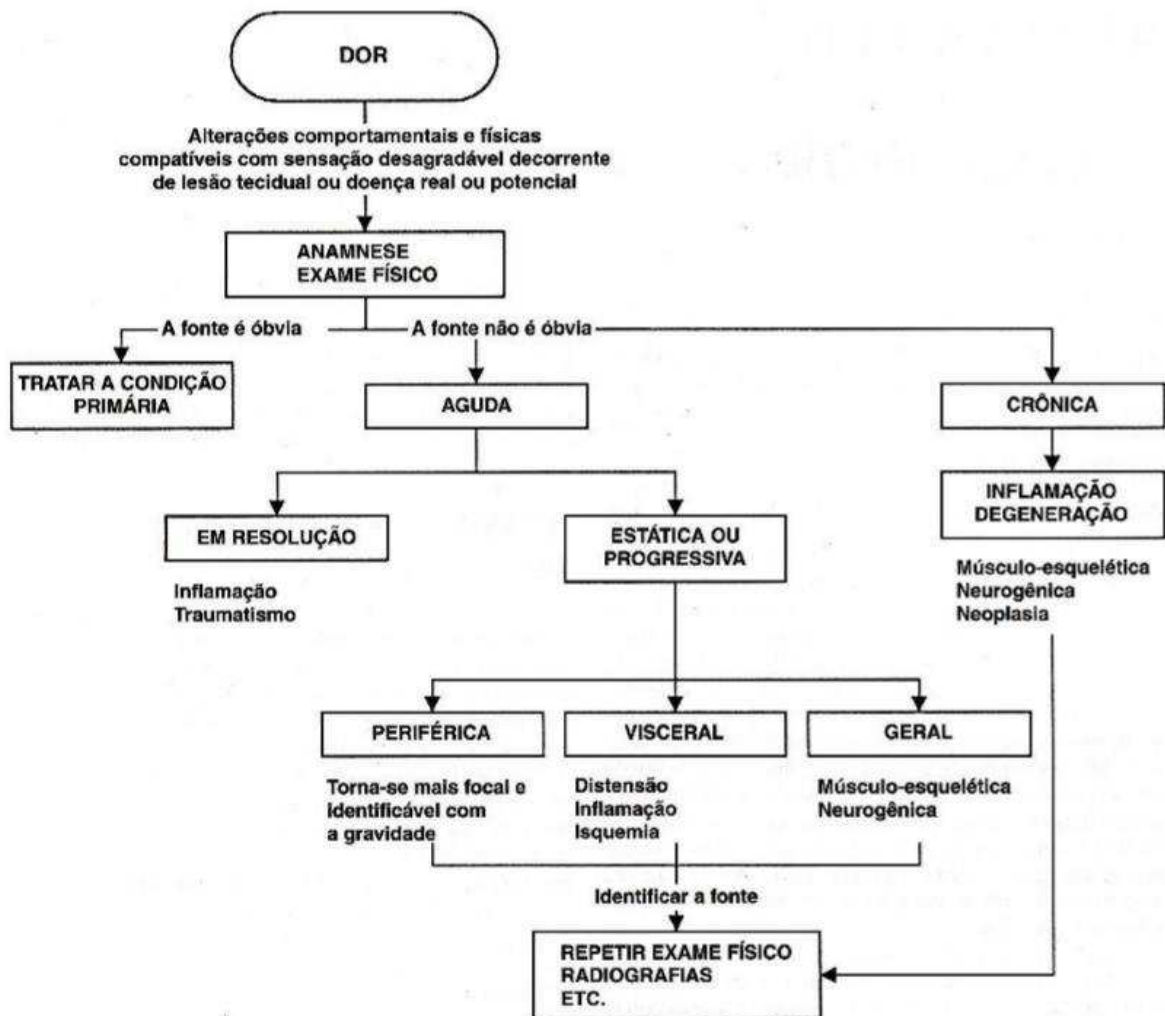 DOR
Alterações comportamentais e físicas
compatíveis com sensação desagradável decorrente
de lesão tecidual ou doença real ou potencial
ANAMNESE
EXAME FÍSICO
A fonte é óbvia
A fonte não é óbvia
TRATAR A CONDIÇÃO
PRIMÁRIA
AGUDA
CRÔNICA
EM RESOLUÇÃO
Inflamação
Traumatismo
ESTÁTICA OU
PROGRESSIVA
INFLAMAÇÃO
DEGENERAÇÃO
Músculo-esquelética
Neurogênica
Neoplasia
PERIFÉRICA
Torna-se mais focal e
identificável com
a gravidade
VISCERAL
Distensão
Inflamação
Isquemia
GERAL
Músculo-esquelética
Neurogênica
Identificar a fonte
REPETIR EXAME FÍSICO
RADIOGRAFIAS
ETC.